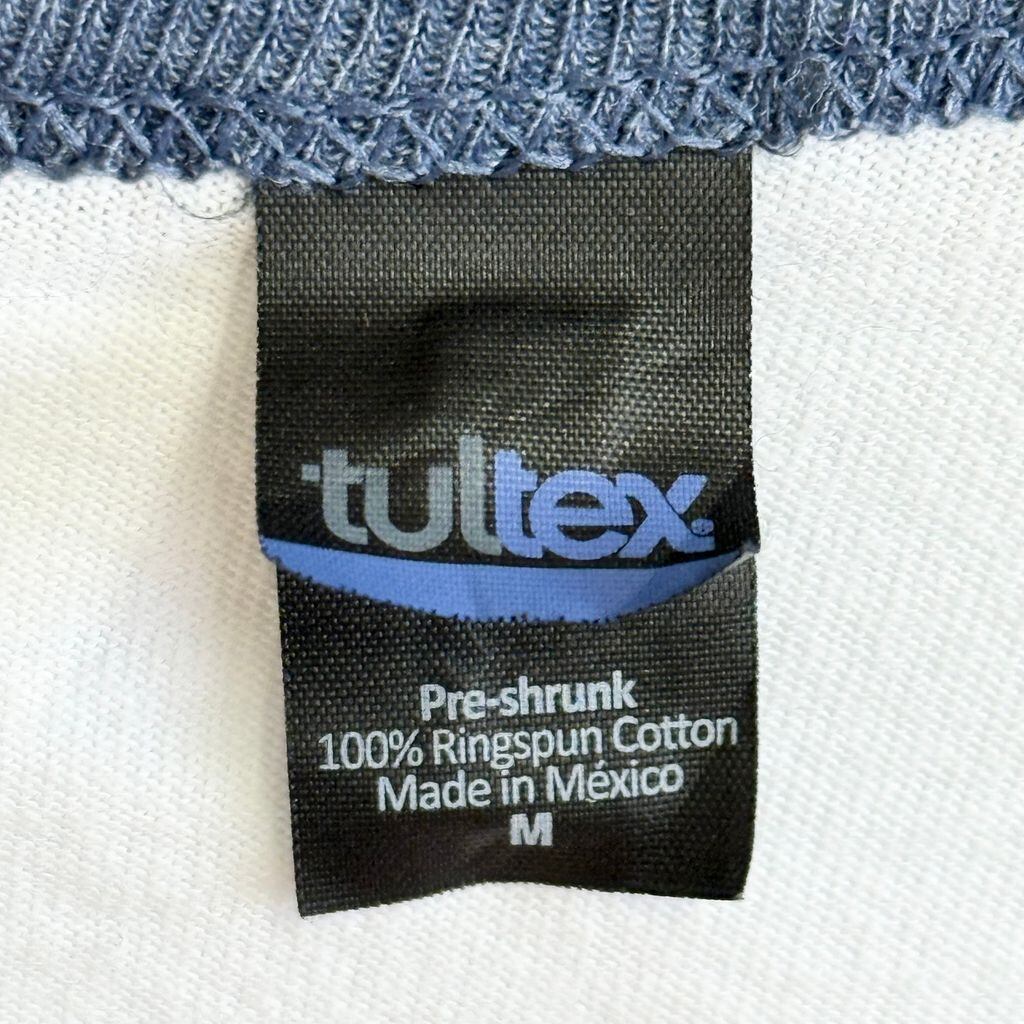 tultex®
Pre-shrunk
100% Ringspun Cotton
Made in México
M